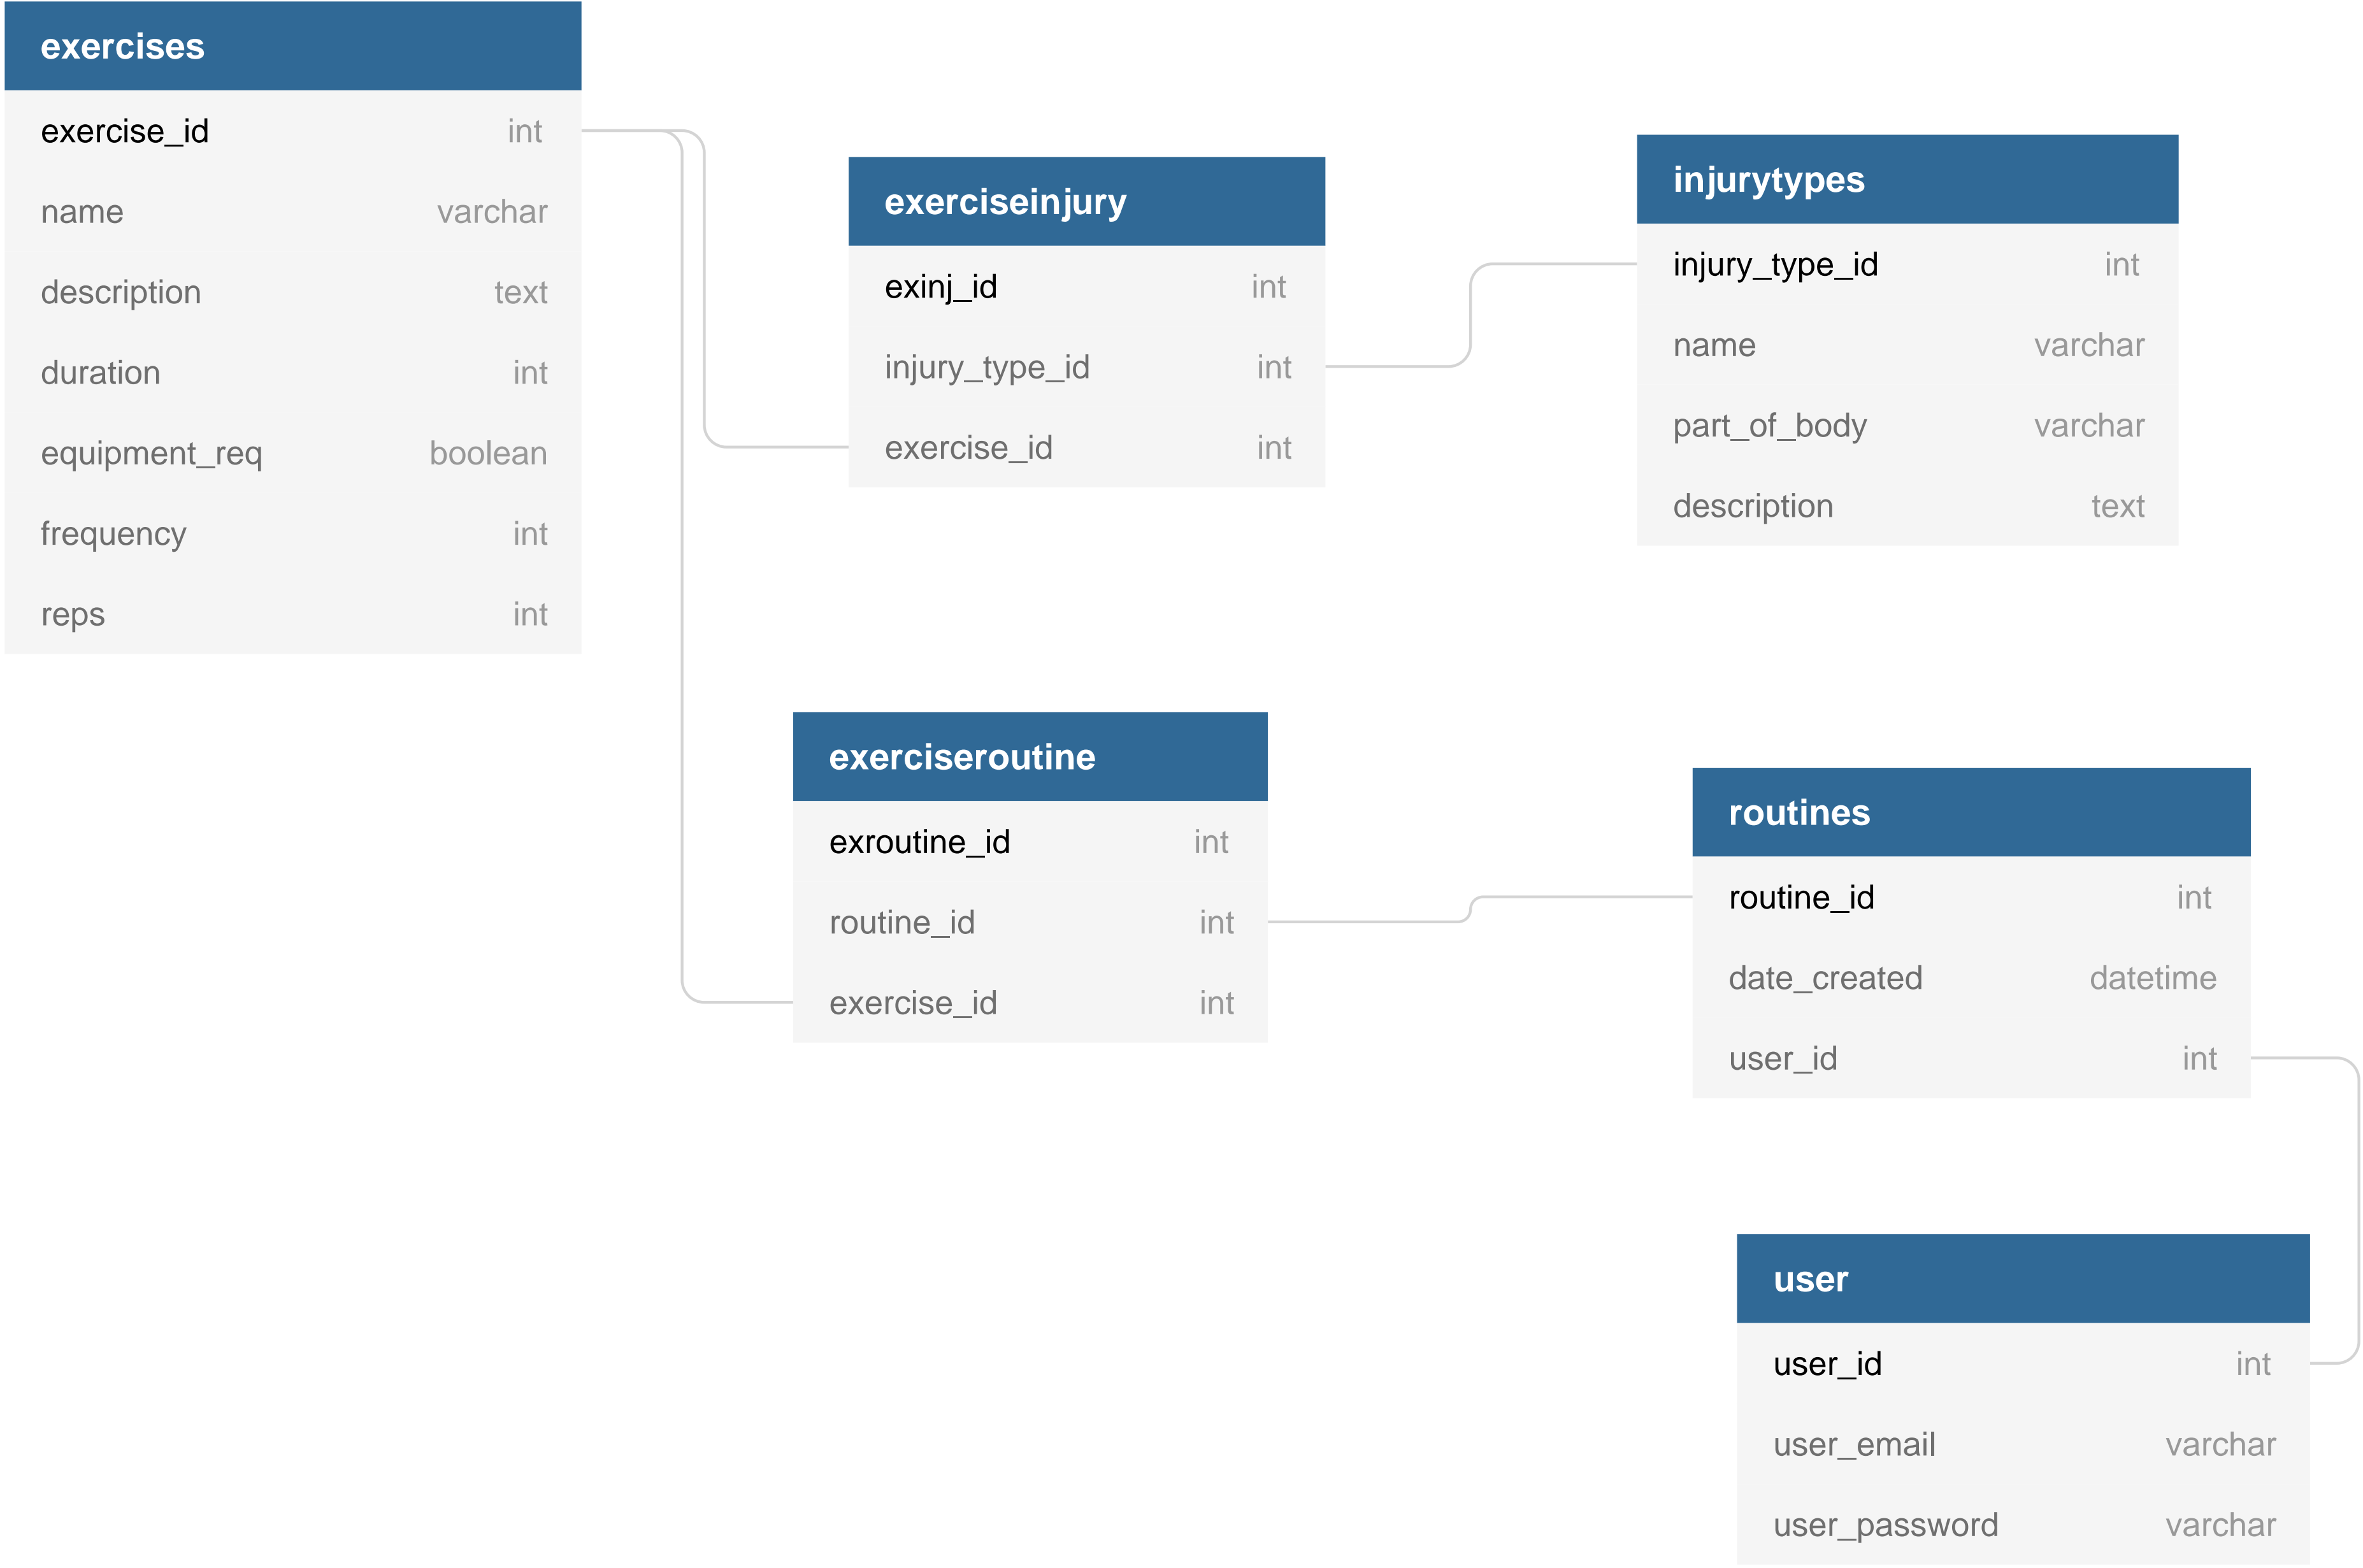 exercises
exercise_id int
name varchar
description text
duration int
equipment_req boolean
frequency int
reps int
exerciseinjury
exinj_id int
injury_type_id int
exercise_id int
injurytypes
injury_type_id int
name varchar
part_of_body varchar
description text
exerciseroutine
exroutine_id int
routine_id int
exercise_id int
routines
routine_id int
date_created datetime
user_id int
user
user_id int
user_email varchar
user_password varchar